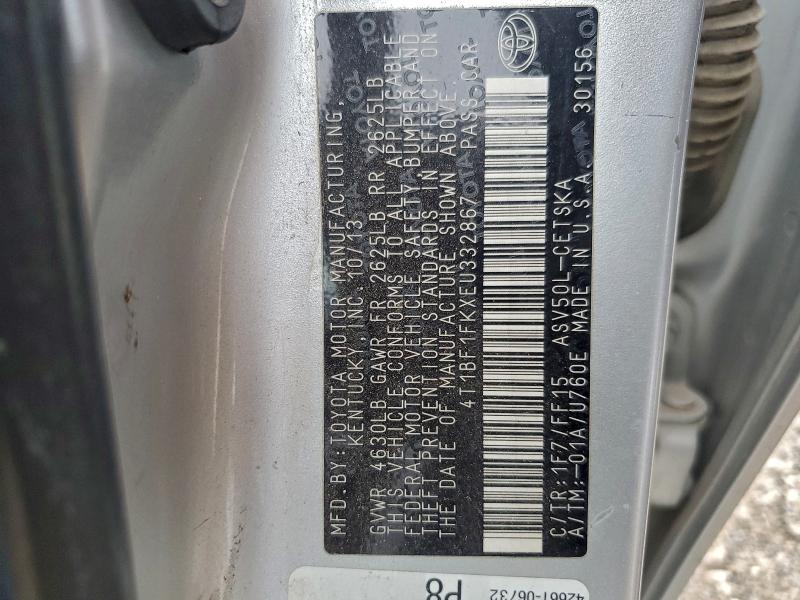 MFD.BY:TOYOTA MOTOR MANUFACTURING,
KENTUCKY, INC. 10/13
GVWR 4630LB GAWR FR 2625LB RR 2625LB
THIS VEHICLE CONFORMS TO ALL APPLICABLE
FEDERAL MOTOR VEHICLE SAFETY, BUMPER, AND
THEFT PREVENTION STANDARDS IN EFFECT ON
THE DATE OF MANUFACTURE SHOWN ABOVE.
4T1BF1FKXEU332867 PASS.CAR
C/TR:1F7/FF15 ASV50L-CETSKA
A/TM:-01A/U760E MADE IN U.S.A. 30156
42661-06732
P8